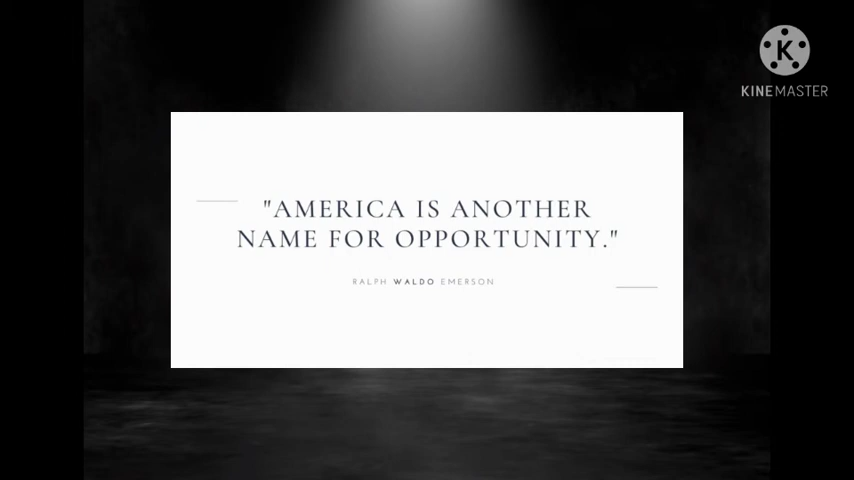 KINEMASTER
"AMERICA IS ANOTHER
NAME FOR OPPORTUNITY."
RALPH WALDO EMERSON